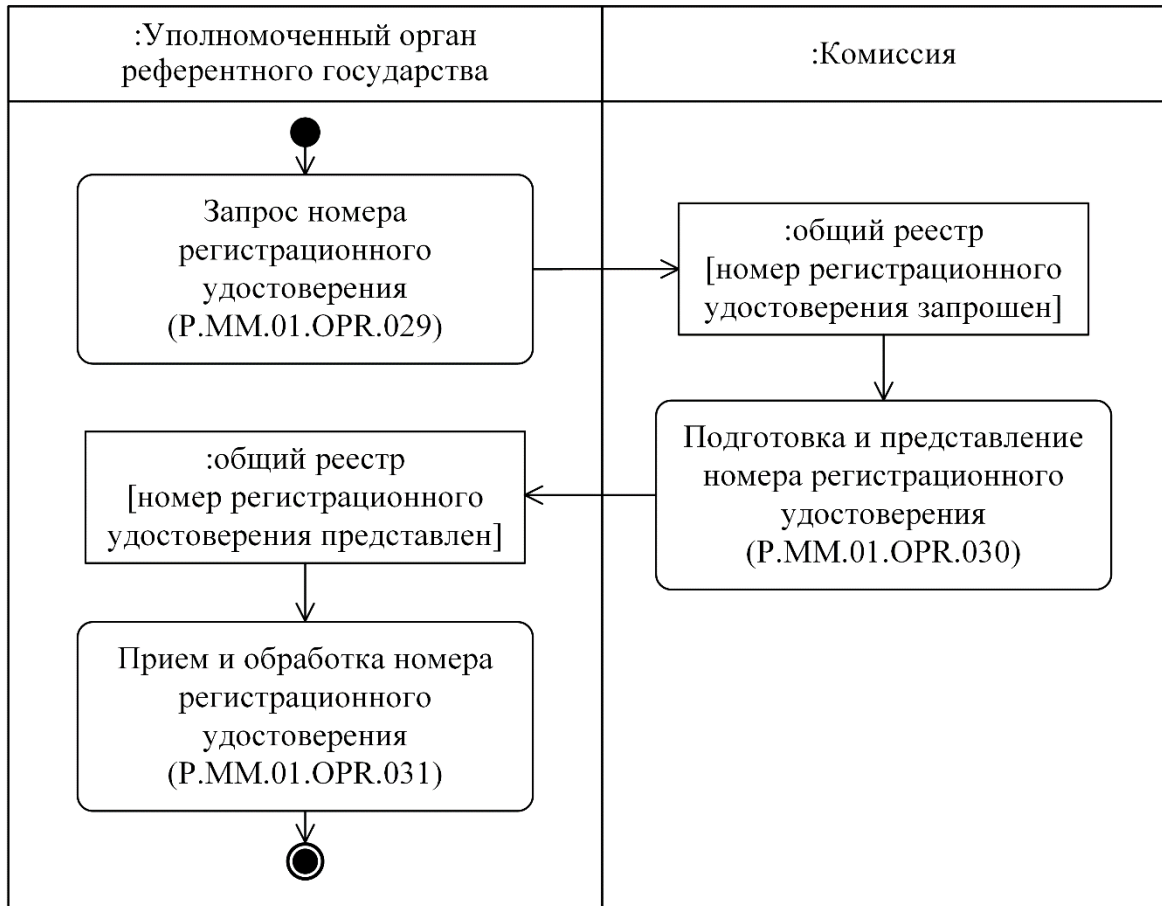 :Уполномоченный орган
референтного государства
:Комиссия
Запрос номера
регистрационного
удостоверения
(P.MM.01.OPR.029)
:общий реестр
[номер регистрационного
удостоверения запрошен]
Подготовка и представление
номера регистрационного
удостоверения
(P.MM.01.OPR.030)
:общий реестр
[номер регистрационного
удостоверения представлен]
Прием и обработка номера
регистрационного
удостоверения
(P.MM.01.OPR.031)